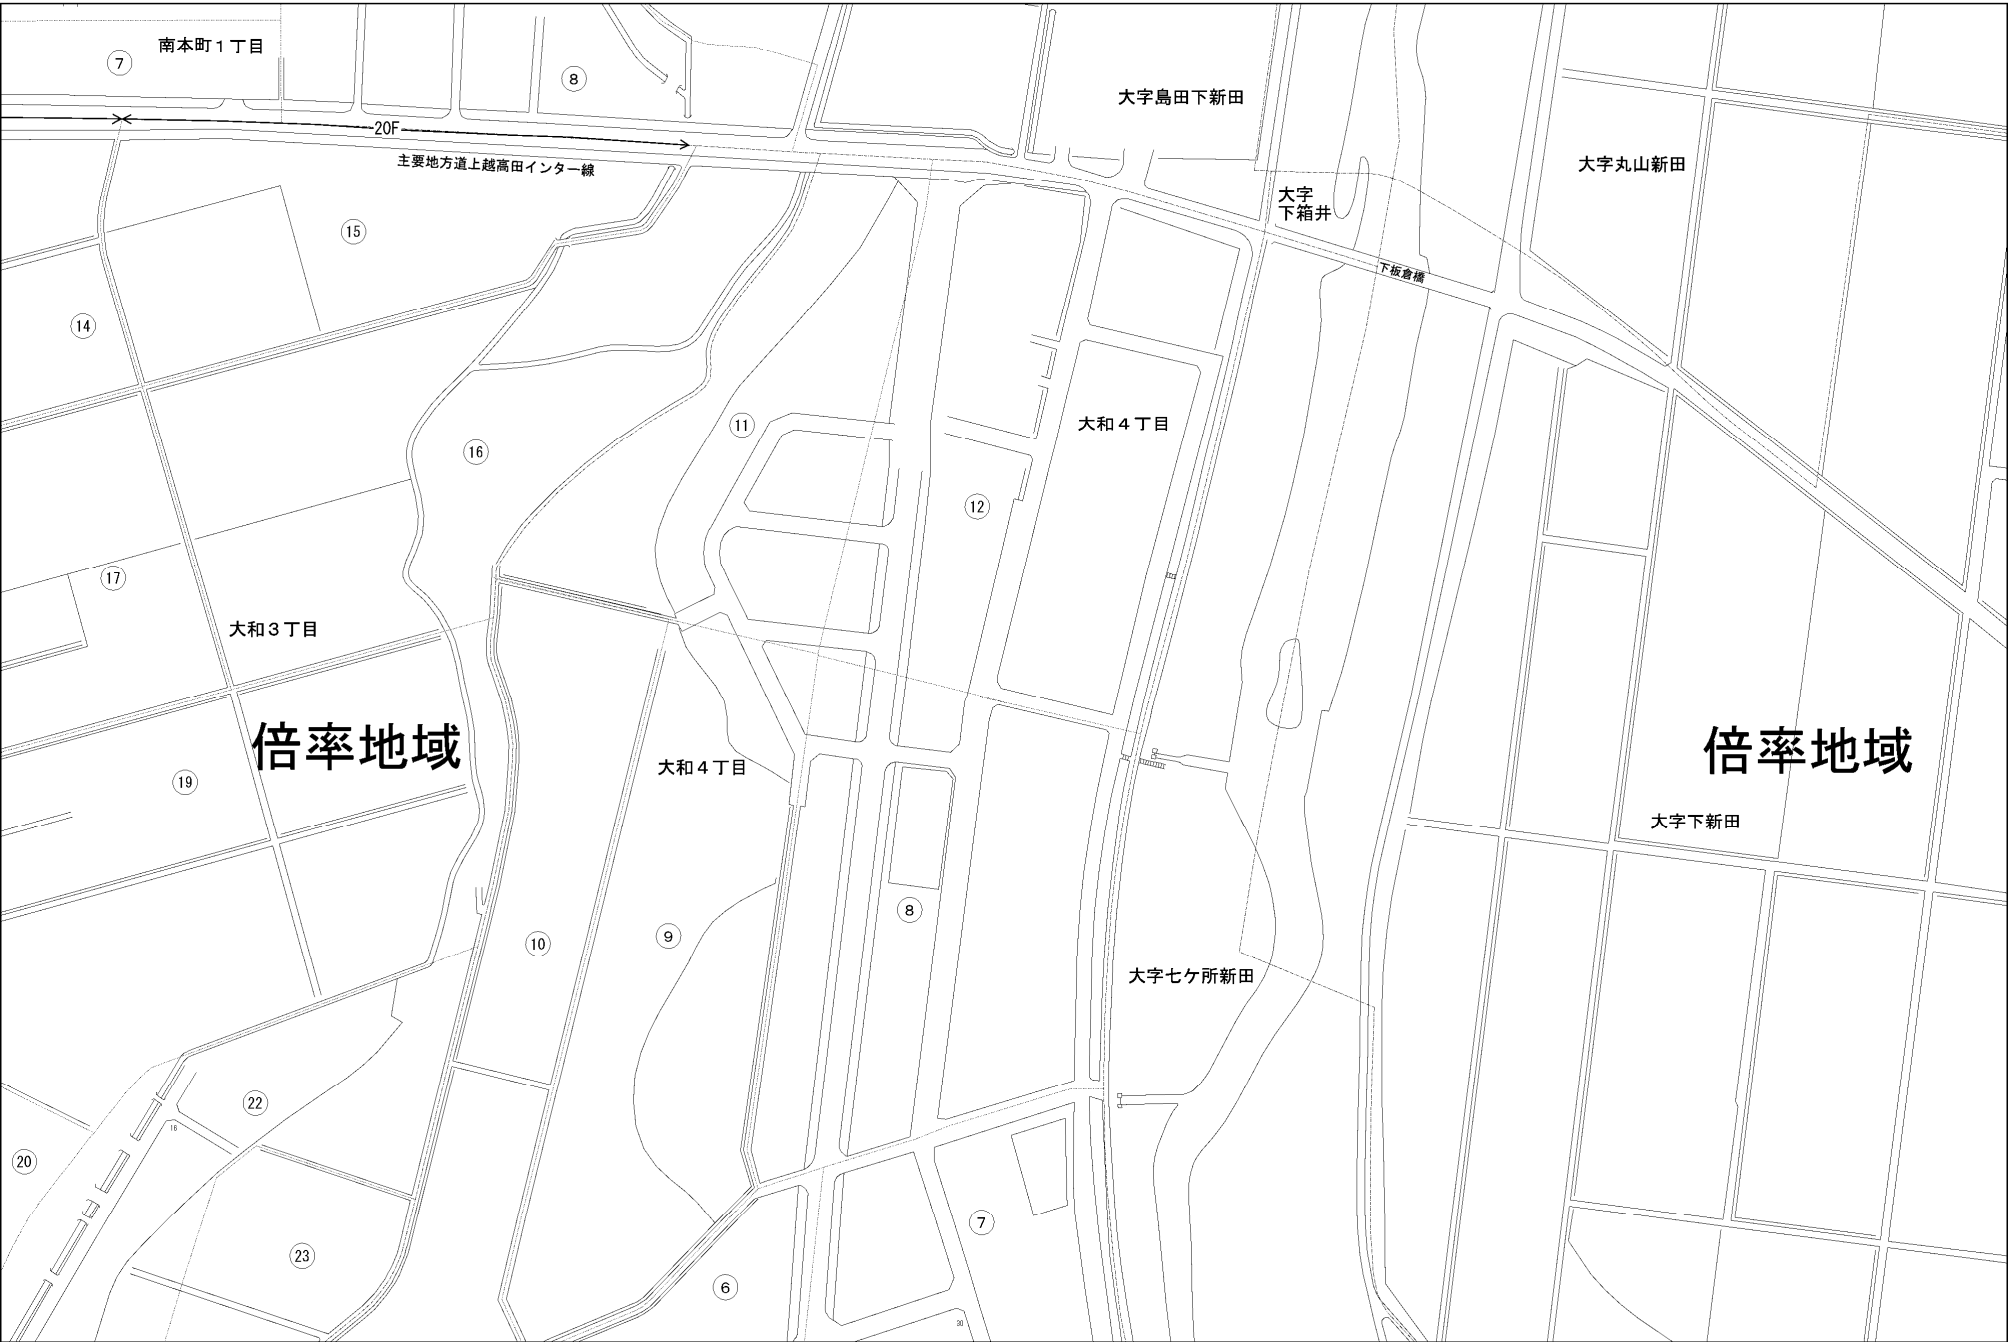 南本町１丁目
⑦
⑧
大字島田下新田
20F
主要地方道上越高田インター線
大字丸山新田
大字
下箱井
⑮
下板倉橋
⑭
⑪
大和４丁目
⑯
⑫
⑰
大和３丁目
倍率地域
倍率地域
大和４丁目
⑲
大字下新田
⑧
⑨
⑩
大字七ケ所新田
㉒
16
⑳
⑦
㉓
⑥
30